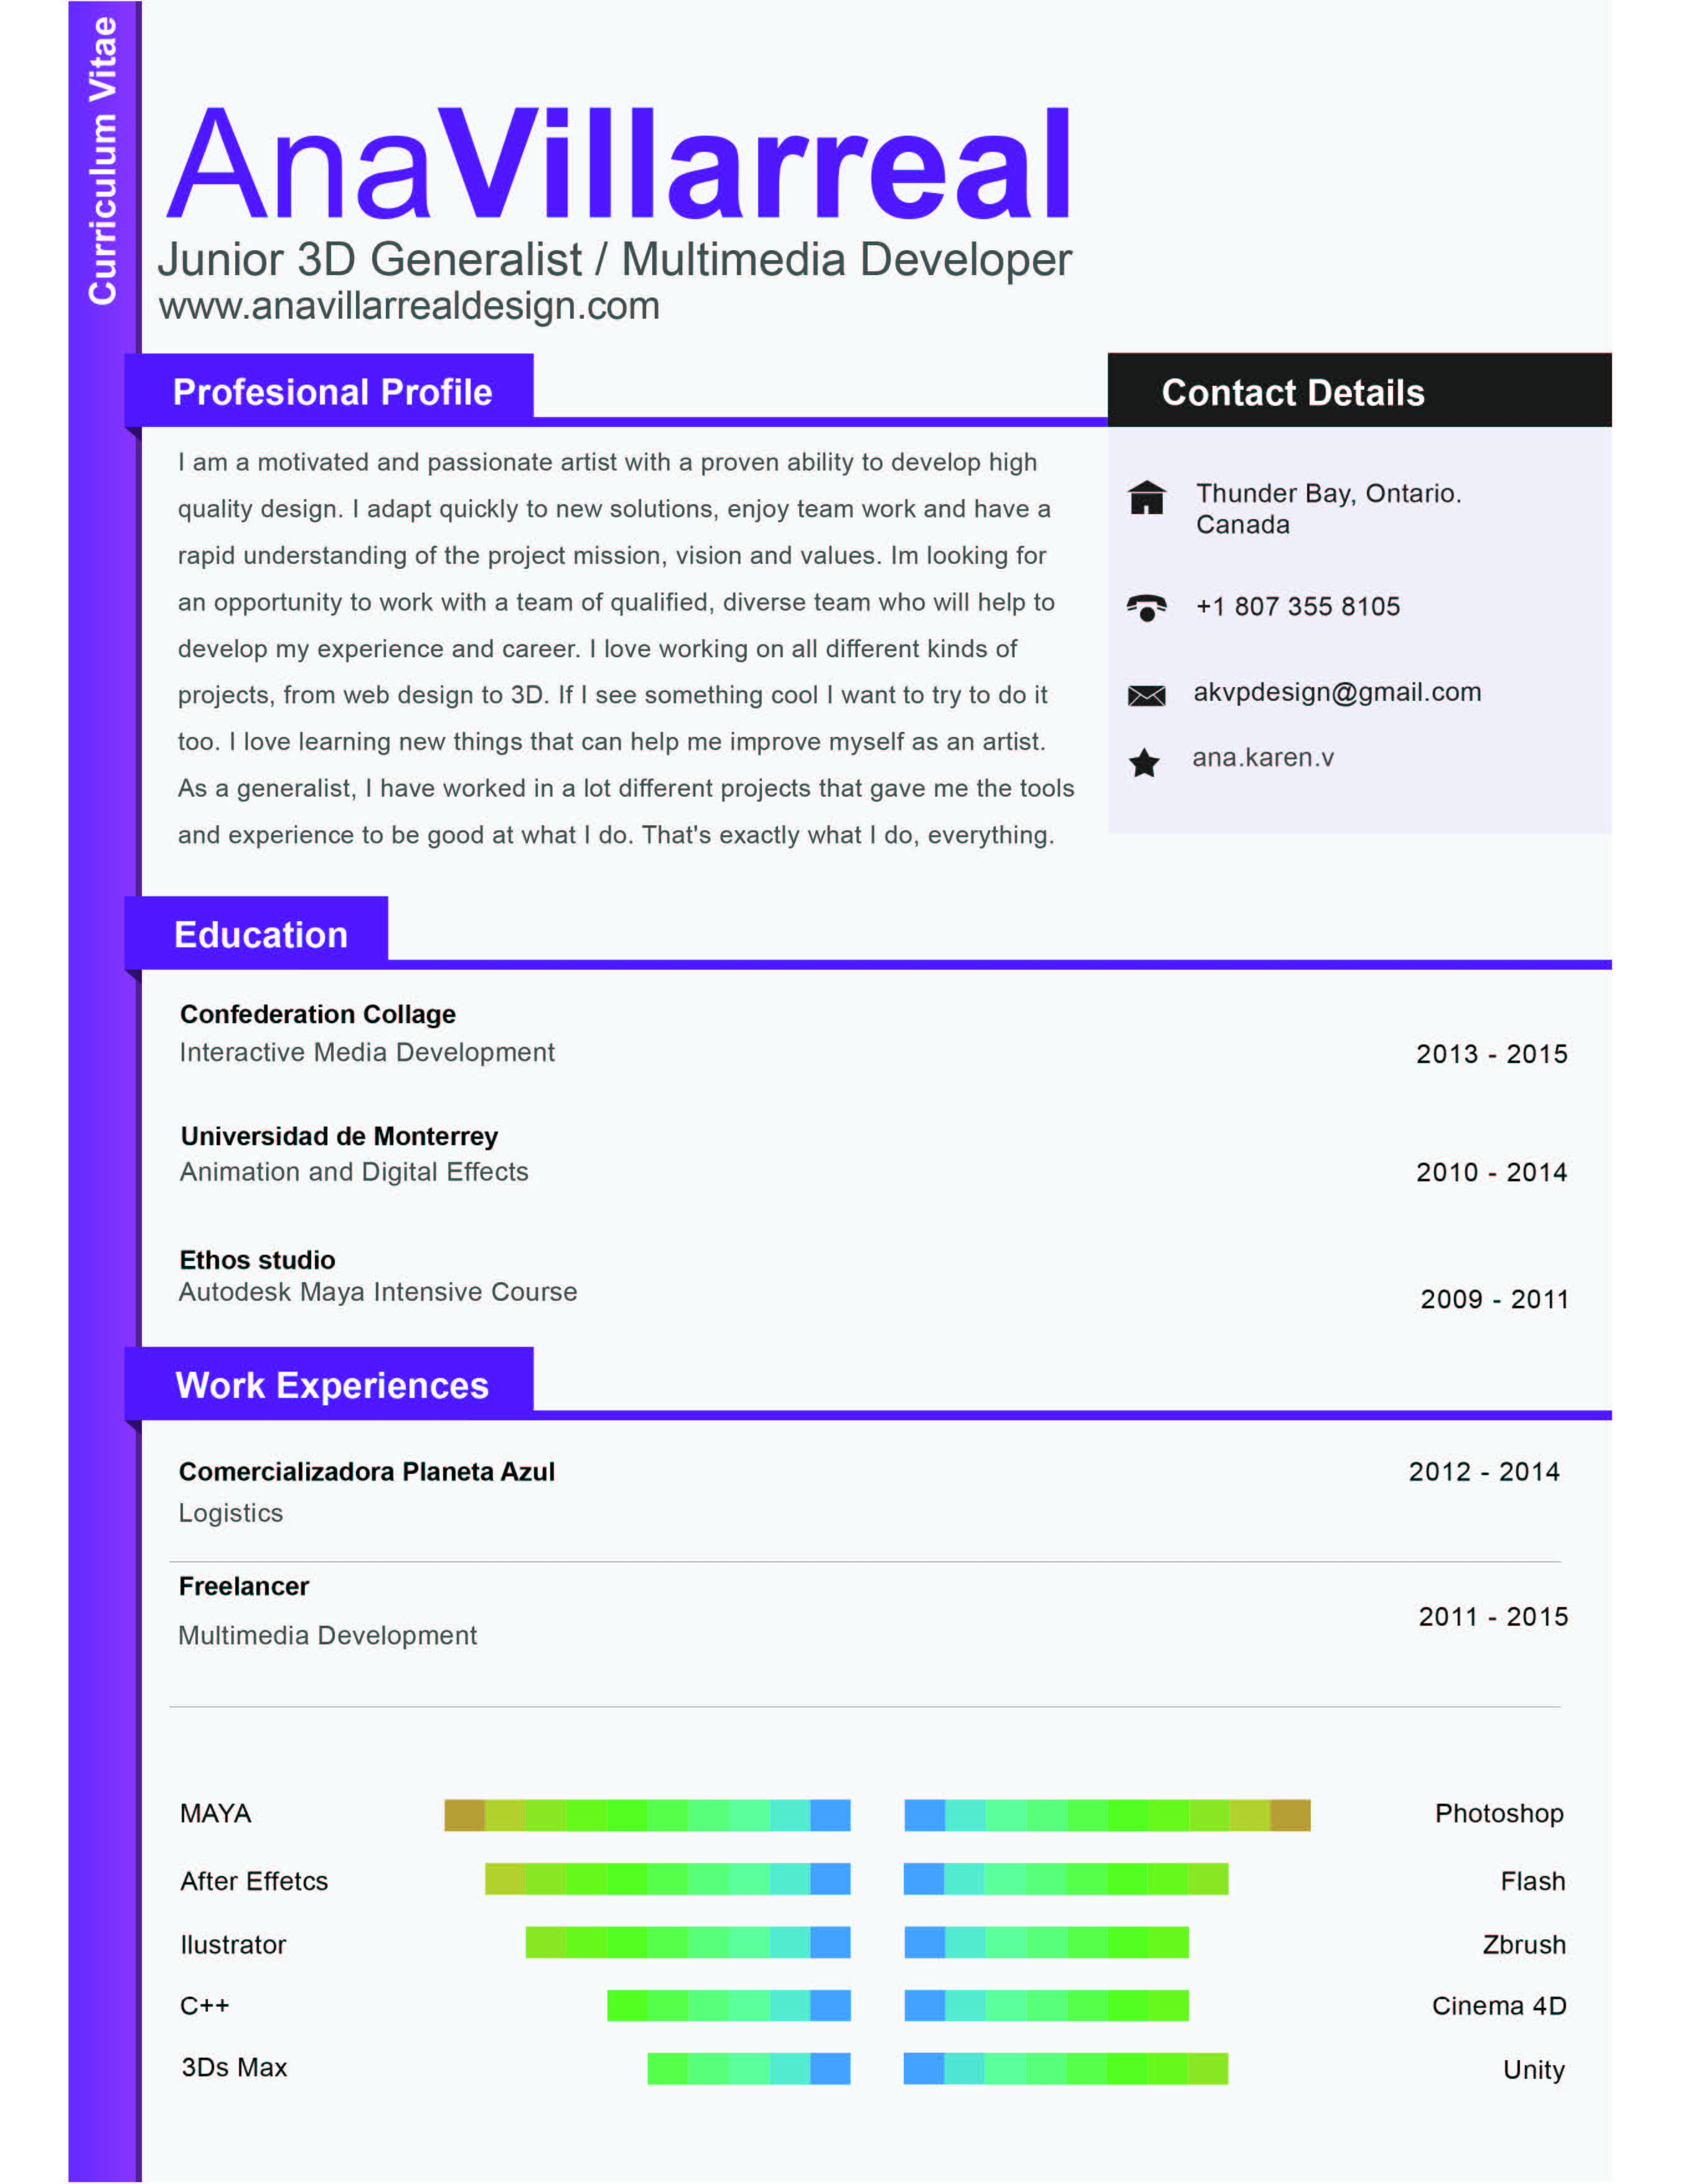 Curriculum Vitae
AnaVillarreal
Junior 3D Generalist / Multimedia Developer
www.anavillarrealdesign.com
Profesional Profile
I am a motivated and passionate artist with a proven ability to develop high
quality design. I adapt quickly to new solutions, enjoy team work and have a
rapid understanding of the project mission, vision and values. Im looking for
an opportunity to work with a team of qualified, diverse team who will help to
develop my experience and career. I love working on all different kinds of
projects, from web design to 3D. If I see something cool I want to try to do it
too. I love learning new things that can help me improve myself as an artist.
As a generalist, I have worked in a lot different projects that gave me the tools
and experience to be good at what I do. That's exactly what I do, everything.
Contact Details
Thunder Bay, Ontario.
Canada
+1 807 355 8105
akvpdesign@gmail.com
ana.karen.v
Education
Confederation Collage
Interactive Media Development
2013 - 2015
Universidad de Monterrey
Animation and Digital Effects
2010 - 2014
Ethos studio
Autodesk Maya Intensive Course
2009 - 2011
Work Experiences
Comercializadora Planeta Azul
2012 - 2014
Logistics
Freelancer
2011 - 2015
Multimedia Development
MAYA
Photoshop
After Effetcs
Flash
Ilustrator
Zbrush
C++
Cinema 4D
3Ds Max
Unity